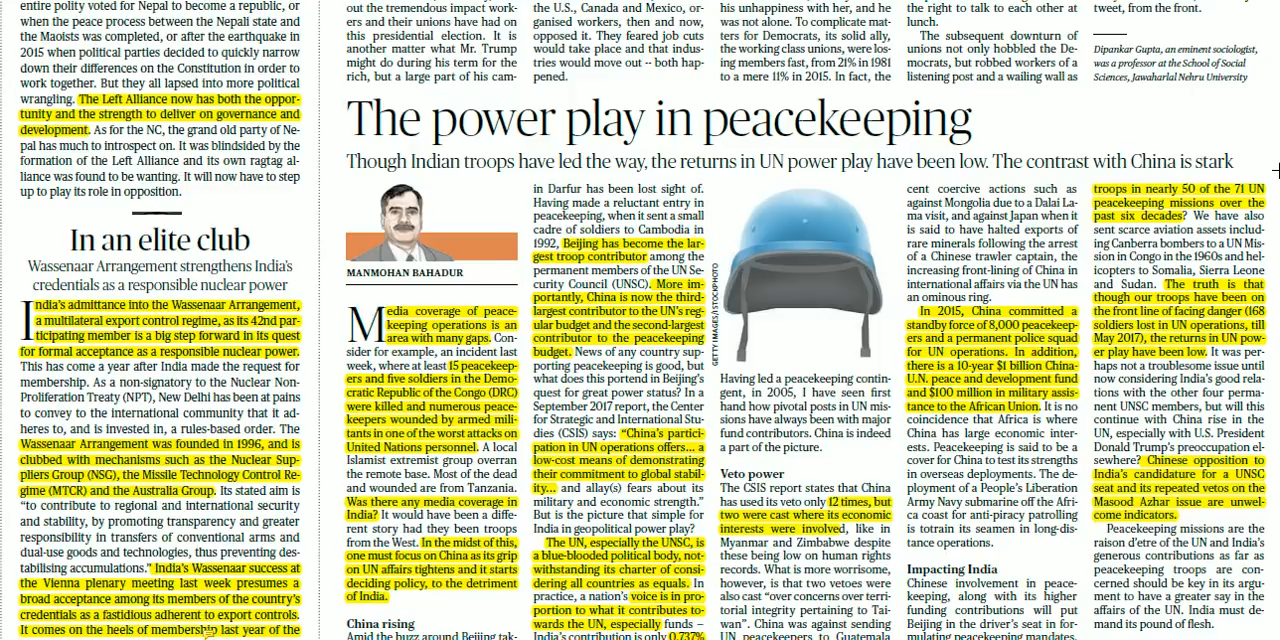 entire polity voted for Nepal to become a republic, or
when the peace process between the Nepali state and
the Maoists was completed, or after the earthquake in
2015 when political parties decided to quickly narrow
down their differences on the Constitution in order to
work together. But they all lapsed into more political
wrangling. The Left Alliance now has both the oppor-
tunity and the strength to deliver on governance and
development. As for the NC, the grand old party of Ne-
pal has much to introspect on. It was blindsided by the
formation of the Left Alliance and its own ragtag al-
liance was found to be wanting. It will now have to step
up to play its role in opposition.
In an elite club
Wassenaar Arrangement strengthens India's
credentials as a responsible nuclear power
India's admittance into the Wassenaar Arrangement,
a multilateral export control regime, as its 42nd par-
ticipating member is a big step forward in its quest
for formal acceptance as a responsible nuclear power.
This has come a year after India made the request for
membership. As a non-signatory to the Nuclear Non-
Proliferation Treaty (NPT), New Delhi has been at pains
to convey to the international community that it ad-
heres to, and is invested in, a rules-based order. The
Wassenaar Arrangement was founded in 1996, and is
clubbed with mechanisms such as the Nuclear Sup-
pliers Group (NSG), the Missile Technology Control Re-
gime (MTCR) and the Australia Group. Its stated aim is
"to contribute to regional and international security
and stability, by promoting transparency and greater
responsibility in transfers of conventional arms and
dual-use goods and technologies, thus preventing des-
tabilising accumulations." India's Wassenaar success at
the Vienna plenary meeting last week presumes a
broad acceptance among its members of the country's
credentials as a fastidious adherent to export controls.
It comes on the heels of membership last year of the
out the tremendous impact work-
ers and their unions have had on
this presidential election. It is
another matter what Mr. Trump
might do during his term for the
rich, but a large part of his cam-
the U.S., Canada and Mexico, or-
organised workers, then and now,
opposed it. They feared job cuts
would take place and that indus-
tries would move out -- both hap-
pened.
his unhappiness with her, and he
was not alone. To complicate mat-
ters for Democrats, its solid ally,
the working class unions, were los-
ing members fast, from 21% in 1981
to a mere 11% in 2015. In fact, the
the right to talk to each other at
lunch.
The subsequent downturn of
unions not only hobbled the De-
mocrats, but robbed workers of a
listening post and a wailing wall as
tweet, from the front.
Dipankar Gupta, an eminent sociologist,
was a professor at the School of Social
Sciences, Jawaharlal Nehru University
The power play in peacekeeping
Though Indian troops have led the way, the returns in UN power play have been low. The contrast with China is stark
MANMOHAN BAHADUR
Media coverage of peace-
keeping operations is an
area with many gaps. Con-
sider for example, an incident last
week, where at least 15 peacekeep-
ers and five soldiers in the Demo-
cratic Republic of the Congo (DRC)
were killed and numerous peace-
keepers wounded by armed mili-
tants in one of the worst attacks on
United Nations personnel. A local
Islamist extremist group overran
the remote base. Most of the dead
and wounded are from Tanzania.
Was there any media coverage in
India? It would have been a diffe-
rent story had they been troops
from the West. In the midst of this,
one must focus on China as its grip
on UN affairs tightens and it starts
deciding policy, to the detriment
of India.
China rising
Amid the buzz around Beijing tak-
in Darfur has been lost sight of.
Having made a reluctant entry in
peacekeeping, when it sent a small
cadre of soldiers to Cambodia in
1992, Beijing has become the lar-
gest troop contributor among the
permanent members of the UN Se-
curity Council (UNSC). More im-
portantly, China is now the third-
largest contributor to the UN's reg-
ular budget and the second-largest
contributor to the peacekeeping
budget. News of any country sup-
porting peacekeeping is good, but
what does this portend in Beijing's
quest for great power status? In a
September 2017 report, the Center
for Strategic and International Stu-
dies (CSIS) says: "China's partici-
pation in UN operations offers... a
low-cost means of demonstrating
their commitment to global stabil-
ity... and allay(s) fears about its
military and economic strength."
But is the picture that simple for
India in geopolitical power play?
The UN, especially the UNSC, is
a blue-blooded political body, not-
withstanding its charter of consi-
dering all countries as equals. In
practice, a nation's voice is in pro-
portion to what it contributes to-
wards the UN, especially funds –
India's contribution is only 0.737%
GETTY IMAGES/ISTOCKPHOTO
Having led a peacekeeping contin-
gent, in 2005, I have seen first
hand how pivotal posts in UN mis-
sions have always been with major
fund contributors. China is indeed
a part of the picture.
Veto power
The CSIS report states that China
has used its veto only 12 times, but
two were cast where its economic
interests were involved, like in
Myanmar and Zimbabwe despite
these being low on human rights
records. What is more worrisome,
however, is that two vetoes were
also cast "over concerns over terri-
torial integrity pertaining to Tai-
wan". China was against sending
UN peacekeepers to Guatemala
cent coercive actions such as
against Mongolia due to a Dalai La-
ma visit, and against Japan when it
is said to have halted exports of
rare minerals following the arrest
of a Chinese trawler captain, the
increasing front-lining of China in
international affairs via the UN has
an ominous ring.
In 2015, China committed a
standby force of 8,000 peacekeep-
ers and a permanent police squad
for UN operations. In addition,
there is a 10-year $1 billion China-
U.N. peace and development fund
and $100 million in military assis-
tance to the African Union. It is no
coincidence that Africa is where
China has large economic inter-
ests. Peacekeeping is said to be a
cover for China to test its strengths
in overseas deployments. The de-
ployment of a People's Liberation
Army Navy submarine off the Afri-
ca coast for anti-piracy patrolling
is totrain its seamen in long-dis-
tance operations.
Impacting India
Chinese involvement in peace-
keeping, along with its higher
funding contributions will put
Beijing in the driver's seat in for-
mulating peacekeeping mandates,
troops in nearly 50 of the 71 UN
peacekeeping missions over the
past six decades? We have also
sent scarce aviation assets includ-
ing Canberra bombers to a UN Mis-
sion in Congo in the 1960s and hel-
icopters to Somalia, Sierra Leone
and Sudan. The truth is that
though our troops have been on
the front line of facing danger (168
soldiers lost in UN operations, till
May 2017), the returns in UN pow-
er play have been low. It was per-
haps not a troublesome issue until
now considering India's good rela-
tions with the other four perma-
nent UNSC members, but will this
continue with China rise in the
UN, especially with U.S. President
Donald Trump's preoccupation el-
sewhere? Chinese opposition to
India's candidature for a UNSC
seat and its repeated vetos on the
Masood Azhar issue are unwel-
come indicators.
Peacekeeping missions are the
raison d'etre of the UN and India's
generous contributions as far as
peacekeeping troops are con-
cerned should be key in its argu-
ment to have a greater say in the
affairs of the UN. India must de-
mand its pound of flesh.